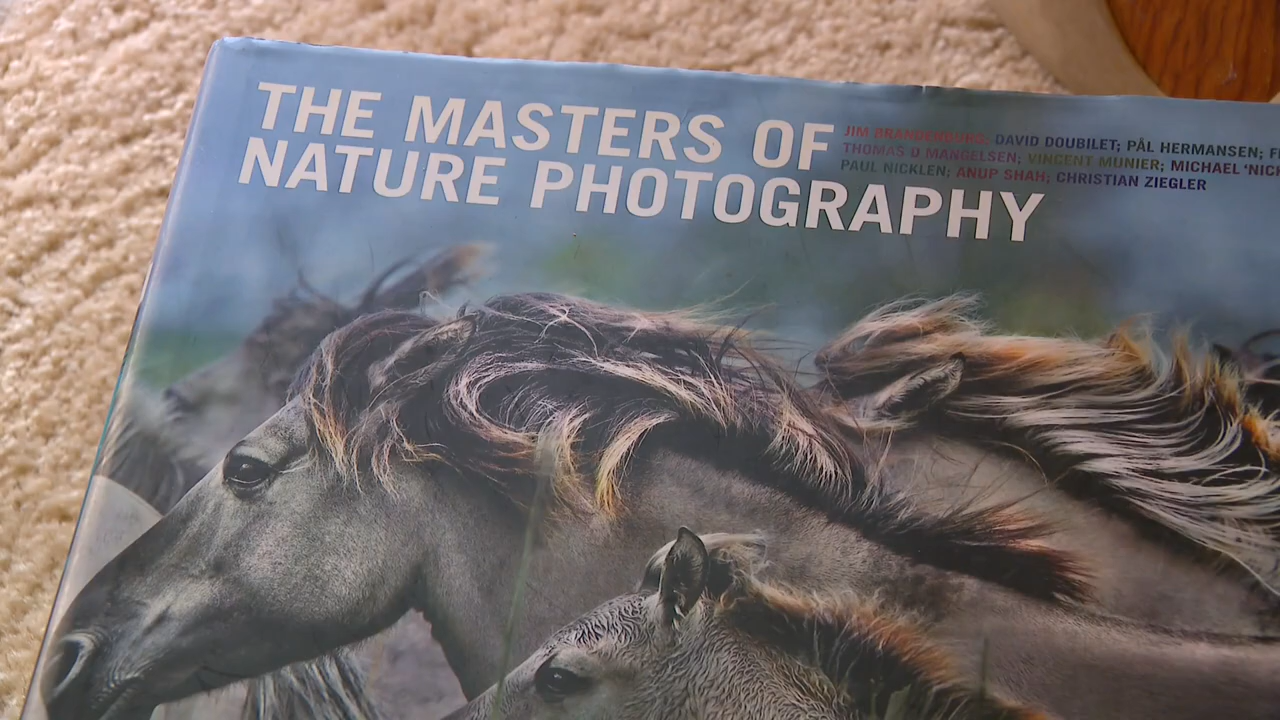 THE MASTERS OF
NATURE PHOTOGRAPHY
JIM BRANDENBURG; DAVID DOUBILET; PÅL HERMANSEN;
THOMAS D MANGELSEN; VINCENT MUNIER; MICHAEL 'NICK
PAUL NICKLEN; ANUP SHAH; CHRISTIAN ZIEGLER